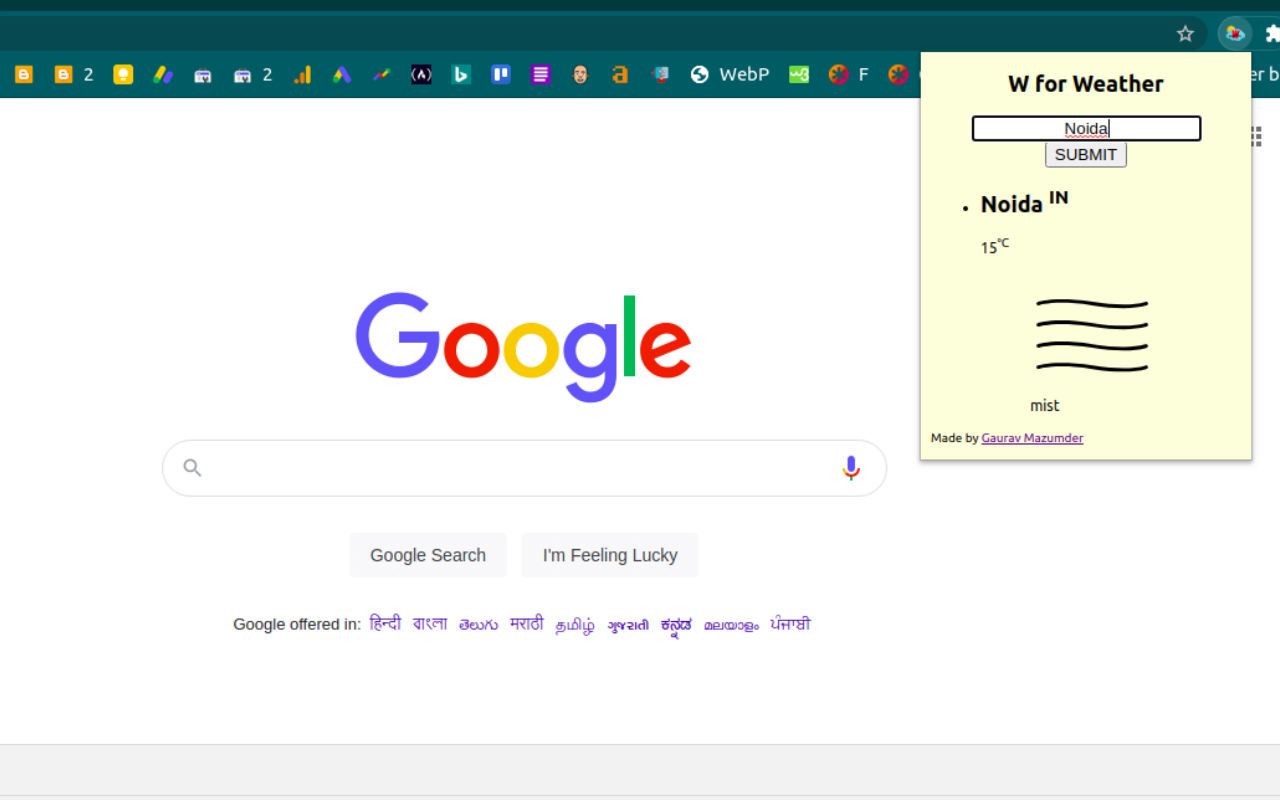 2
2
WebP
F
er b
W for Weather
Noida
SUBMIT
Noida IN
15°C
mist
Made by Gaurav Mazumder
Google
Google Search
I'm Feeling Lucky
Google offered in: हिन्दी বাংলা తెలుగు मराठी தமிழ் ગુજરાતી ಕನ್ನಡ മലയാളം ਪੰਜਾਬੀ